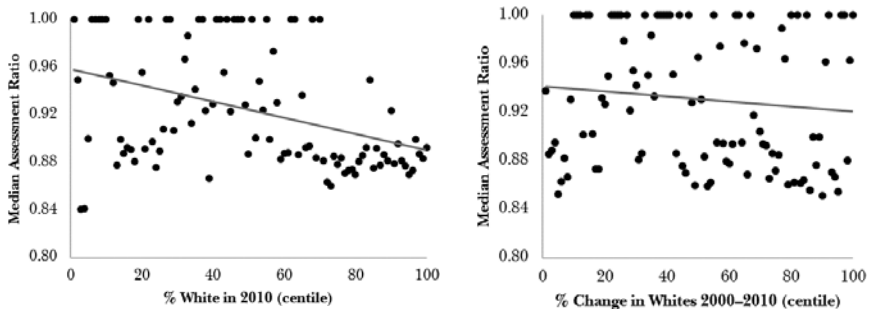 1.00
0.96
0.92
0.88
0.84
0.80
Median Assessment Ratio
0 20 40 60 80 100
% White in 2010 (centile)
1.00
0.96
0.92
0.88
0.84
0.80
Median Assessment Ratio
0 20 40 60 80 100
% Change in Whites 2000–2010 (centile)